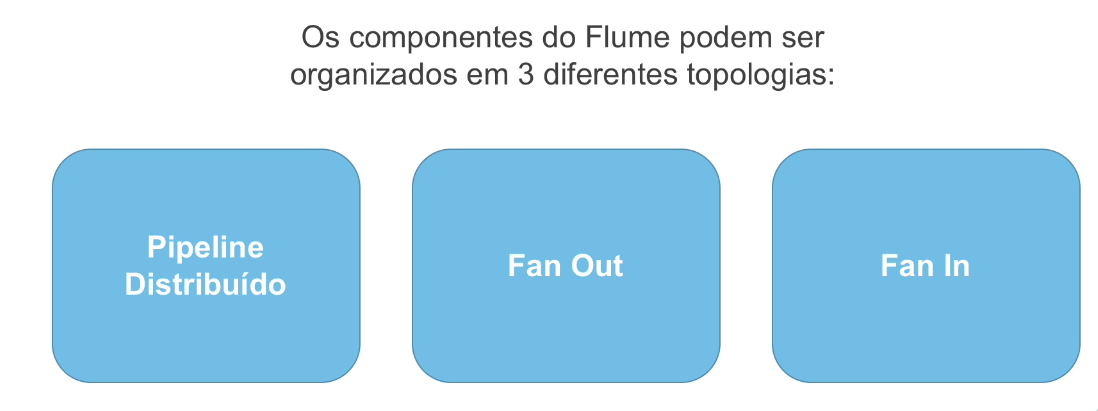 Os componentes do Flume podem ser
organizados em 3 diferentes topologias:
Pipeline
Distribuído
Fan Out
Fan In